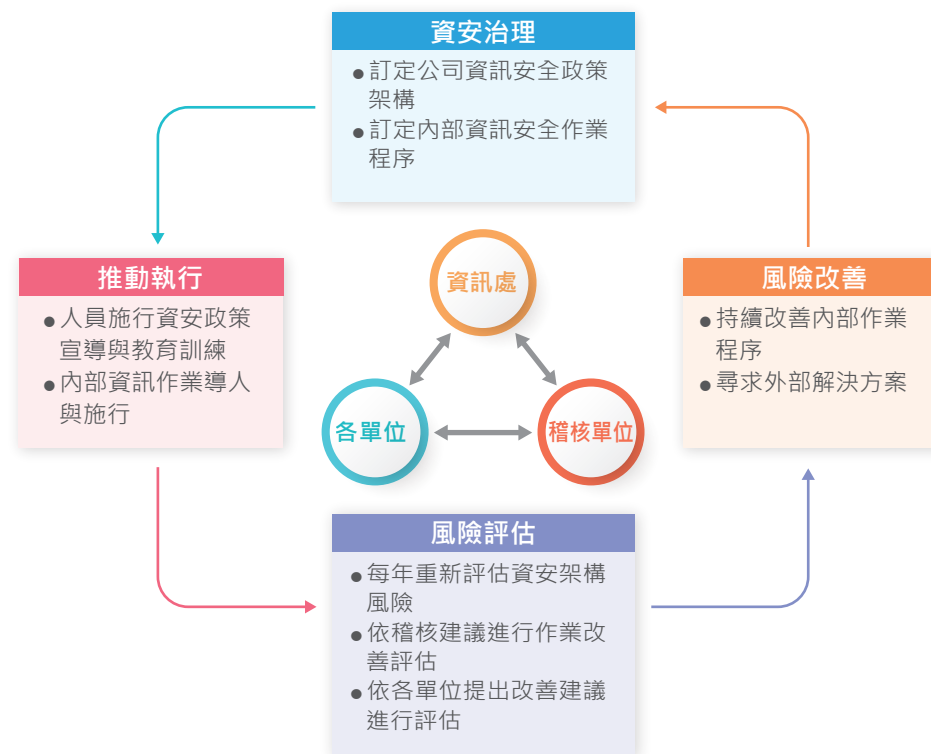 資安治理
●訂定公司資訊安全政策
架構
●訂定內部資訊安全作業
程序
推動執行
●人員施行資安政策
宣導與教育訓練
●內部資訊作業導人
與施行
資訊處
各單位
稽核單位
風險改善
●持續改善內部作業
程序
●尋求外部解決方案
風險評估
●每年重新評估資安架構
風險
●依稽核建議進行作業改
善評估
●依各單位提出改善建議
進行評估